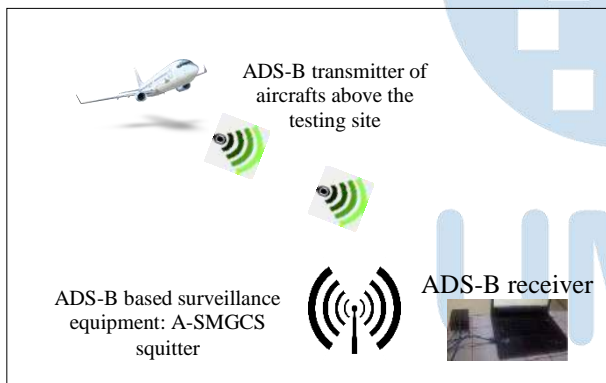 ADS-B transmitter of
aircrafts above the
testing site
ADS-B based surveillance
equipment: A-SMGCS
squitter
ADS-B receiver